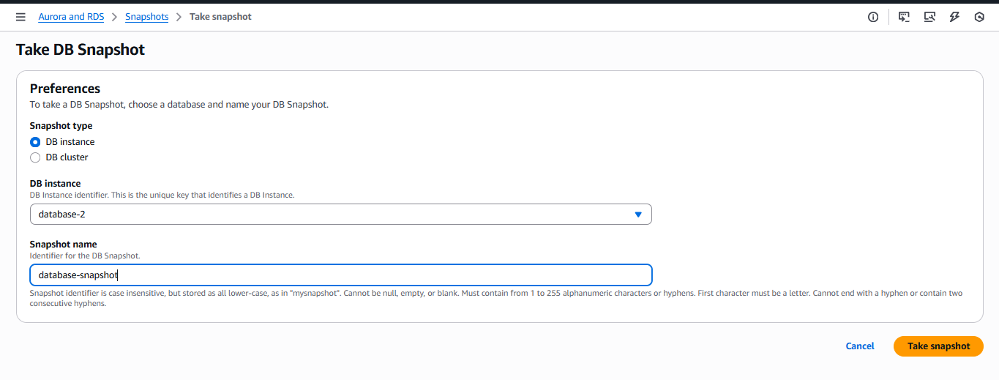 Aurora and RDS > Snapshots > Take snapshot
Take DB Snapshot
Preferences
To take a DB Snapshot, choose a database and name your DB Snapshot.
Snapshot type
DB instance
DB cluster
DB instance
DB Instance identifier. This is the unique key that identifies a DB Instance.
database-2
Snapshot name
Identifier for the DB Snapshot.
database-snapshot
Snapshot identifier is case insensitive, but stored as all lower-case, as in "mysnapshot". Cannot be null, empty, or blank. Must contain from 1 to 255 alphanumeric characters or hyphens. First character must be a letter. Cannot end with a hyphen or contain two
consecutive hyphens.
Cancel Take snapshot